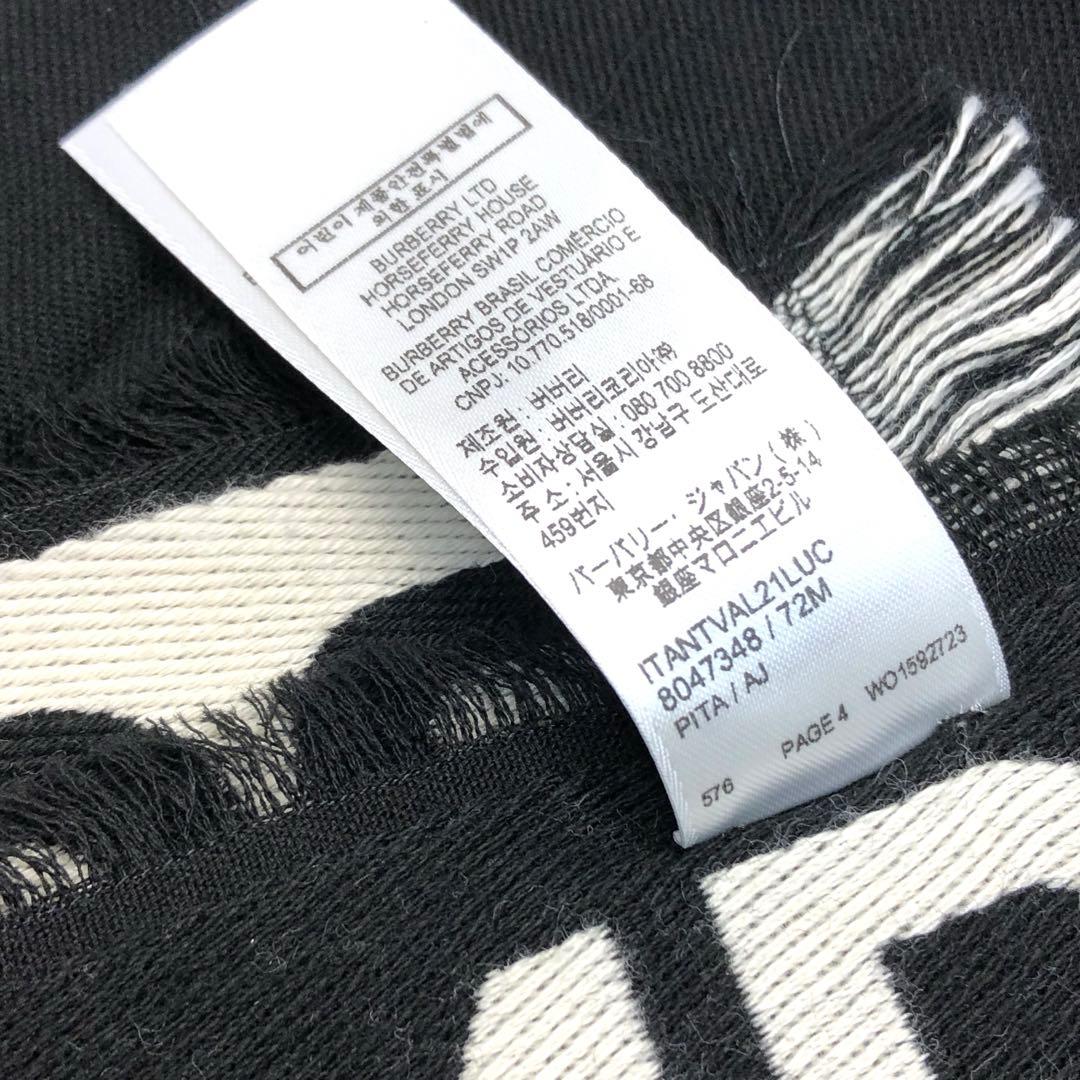 어린이제품안전특별법에
의한 표시
BURBERRY LTD
HORSEFERRY HOUSE
HORSEFERRY ROAD
LONDON SW1P 2AW
BURBERRY BRASIL COMÉRCIO
DE ARTIGOS DE VESTUÁRIO E
ACESSÓRIOS LTDA.
CNPJ: 10.770.518/0001-68
제조원 : 버버리
수입원 : 버버리코리아㈜
소비자상담실 : 080 700 8800
주소 : 서울시 강남구 도산대로
459번지
バーバリー・ジャパン(株)
東京都中央区銀座2-5-14
銀座マロニエビル
ITANTVAL21LUC
8047348 / 72M
PITA / AJ
576 PAGE 4 WO1592723